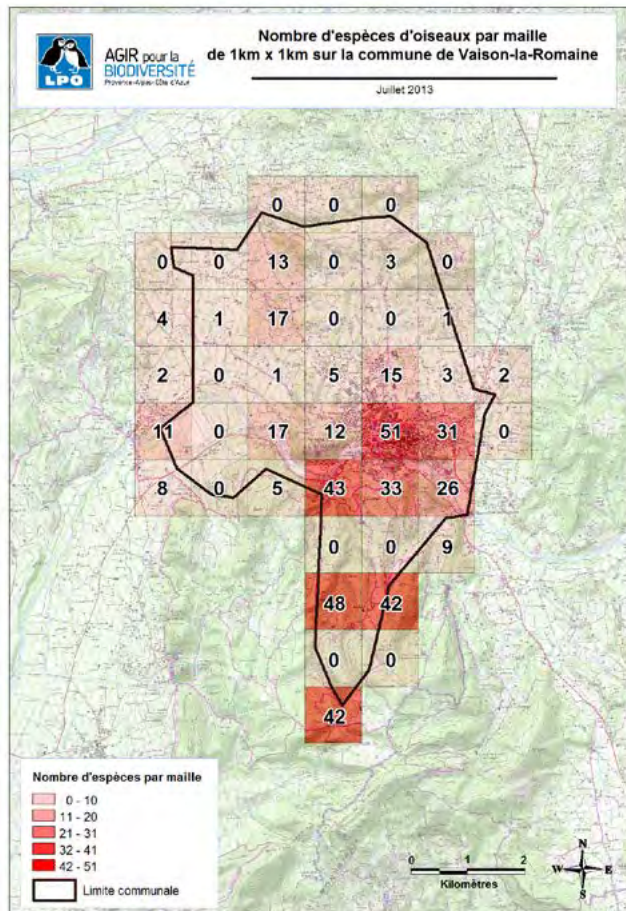 LPO
AGIR pour la
BIODIVERSITÉ
Provence-Alpes-Côte d'Azur
Nombre d'espèces d'oiseaux par maille
de 1km x 1km sur la commune de Vaison-la-Romaine
Juillet 2013
0 0 0
0 0 13 0 3 0
4 1 17 0 0 1
2 0 1 5 15 3 2
11 0 17 12 51 31 0
8 0 5 43 33 26
0 0 9
48 42
0 0
42
Nombre d'espèces par maille
0 - 10
11 - 20
21 - 31
32 - 41
42 - 51
Limite communale
0 1 2
Kilomètres
N
W E
S